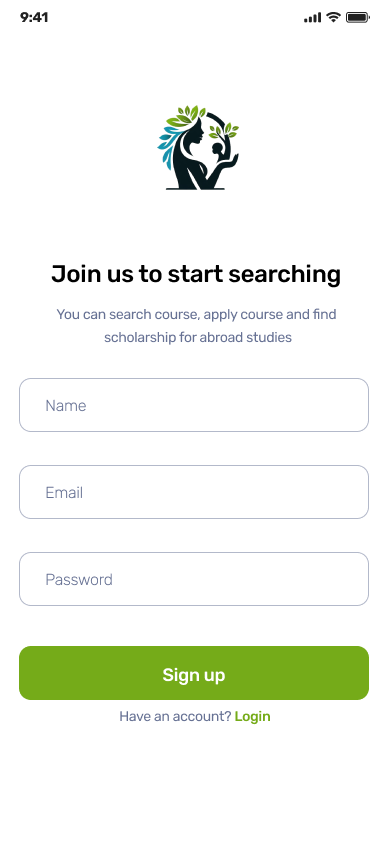 9:41
Join us to start searching
You can search course, apply course and find
scholarship for abroad studies
Name
Email
Password
Sign up
Have an account? Login